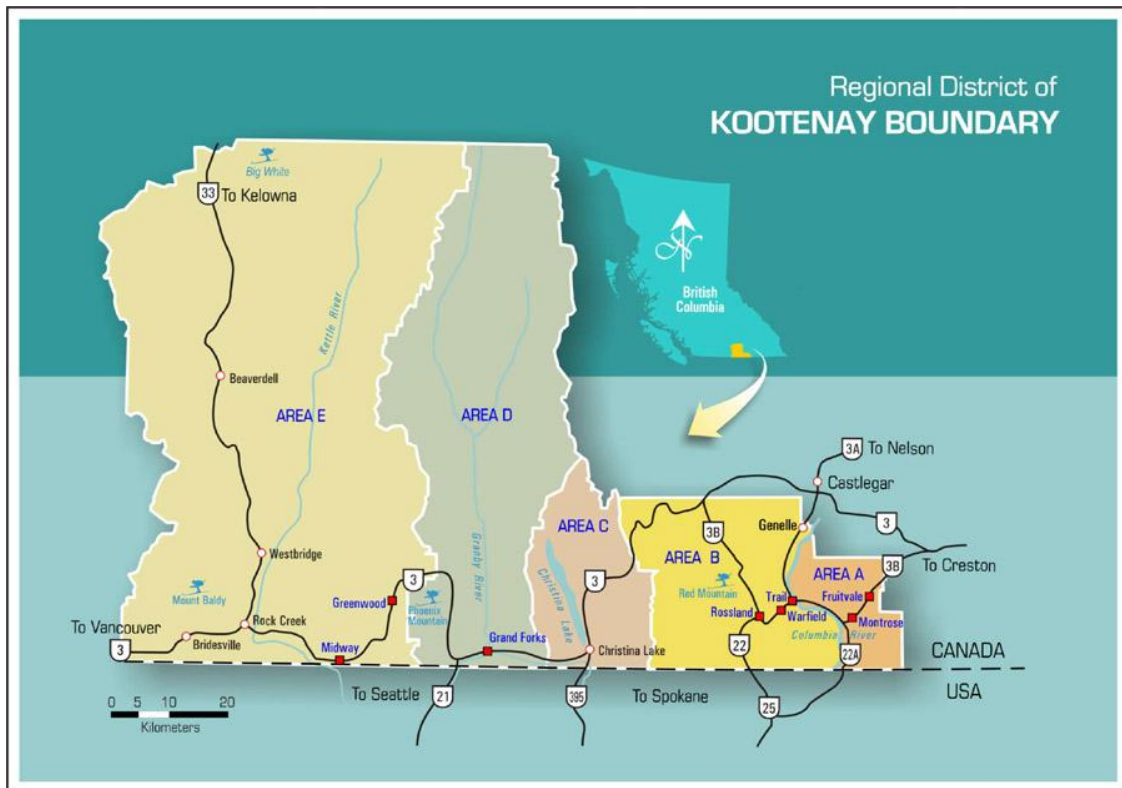 Regional District of
KOOTENAY BOUNDARY
Big White
33
To Kelowna
N
British
Columbia
Kettle River
Beaverdell
AREA E
AREA D
3A
To Nelson
Castlegar
AREA C
Genelle
3
3B
AREA B
Granby River
Westbridge
To Creston
3B
AREA A
3
3
Christina Lake
Red Mountain
Fruitvale
Mount Baldy
Greenwood
Phoenix
Mountain
Trail
Rossland
Warfield
Montrose
Rock Creek
To Vancouver
3
Bridesville
Midway
Grand Forks
Christina Lake
Columbia River
22
22A
CANADA
USA
To Seattle
21
395
To Spokane
25
0 5 10 20
Kilometers